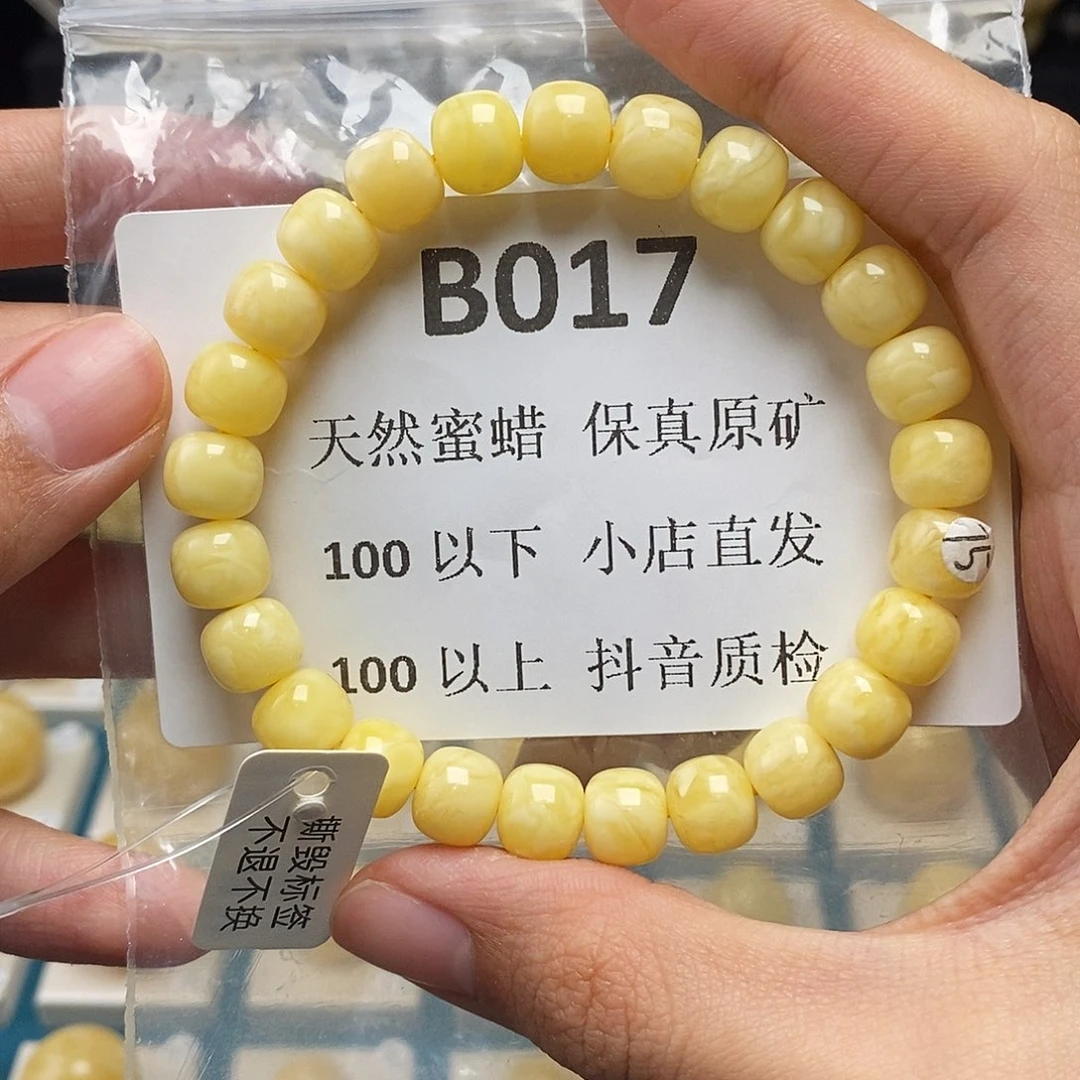 B017
天然蜜蜡 保真原矿
100 以下 小店直发
100 以上 抖音质检
15
撕毁标签
不退不换